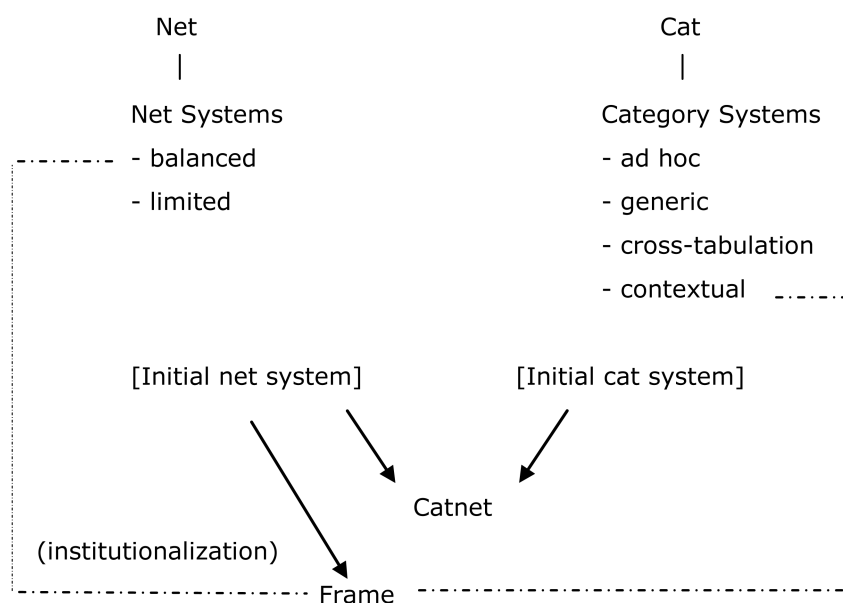 Net
Cat
Net Systems
Category Systems
- balanced
- ad hoc
- limited
- generic
- cross-tabulation
- contextual
[Initial net system]
[Initial cat system]
Catnet
(institutionalization)
Frame